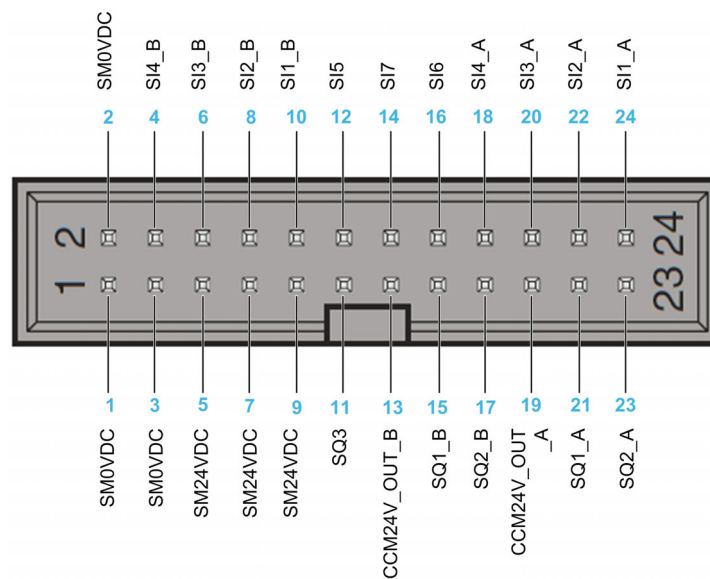 SM0VDC SI4_B SI3_B SI2_B SI1_B SI5 SI7 SI6 SI4_A SI3_A SI2_A SI1_A
2 4 6 8 10 12 14 16 18 20 22 24
2 24
1 23
1 3 5 7 9 11 13 15 17 19 21 23
SM0VDC SM0VDC SM24VDC SM24VDC SM24VDC SQ3 CCM24V_OUT_B SQ1_B SQ2_B CCM24V_OUT
_A SQ1_A SQ2_A